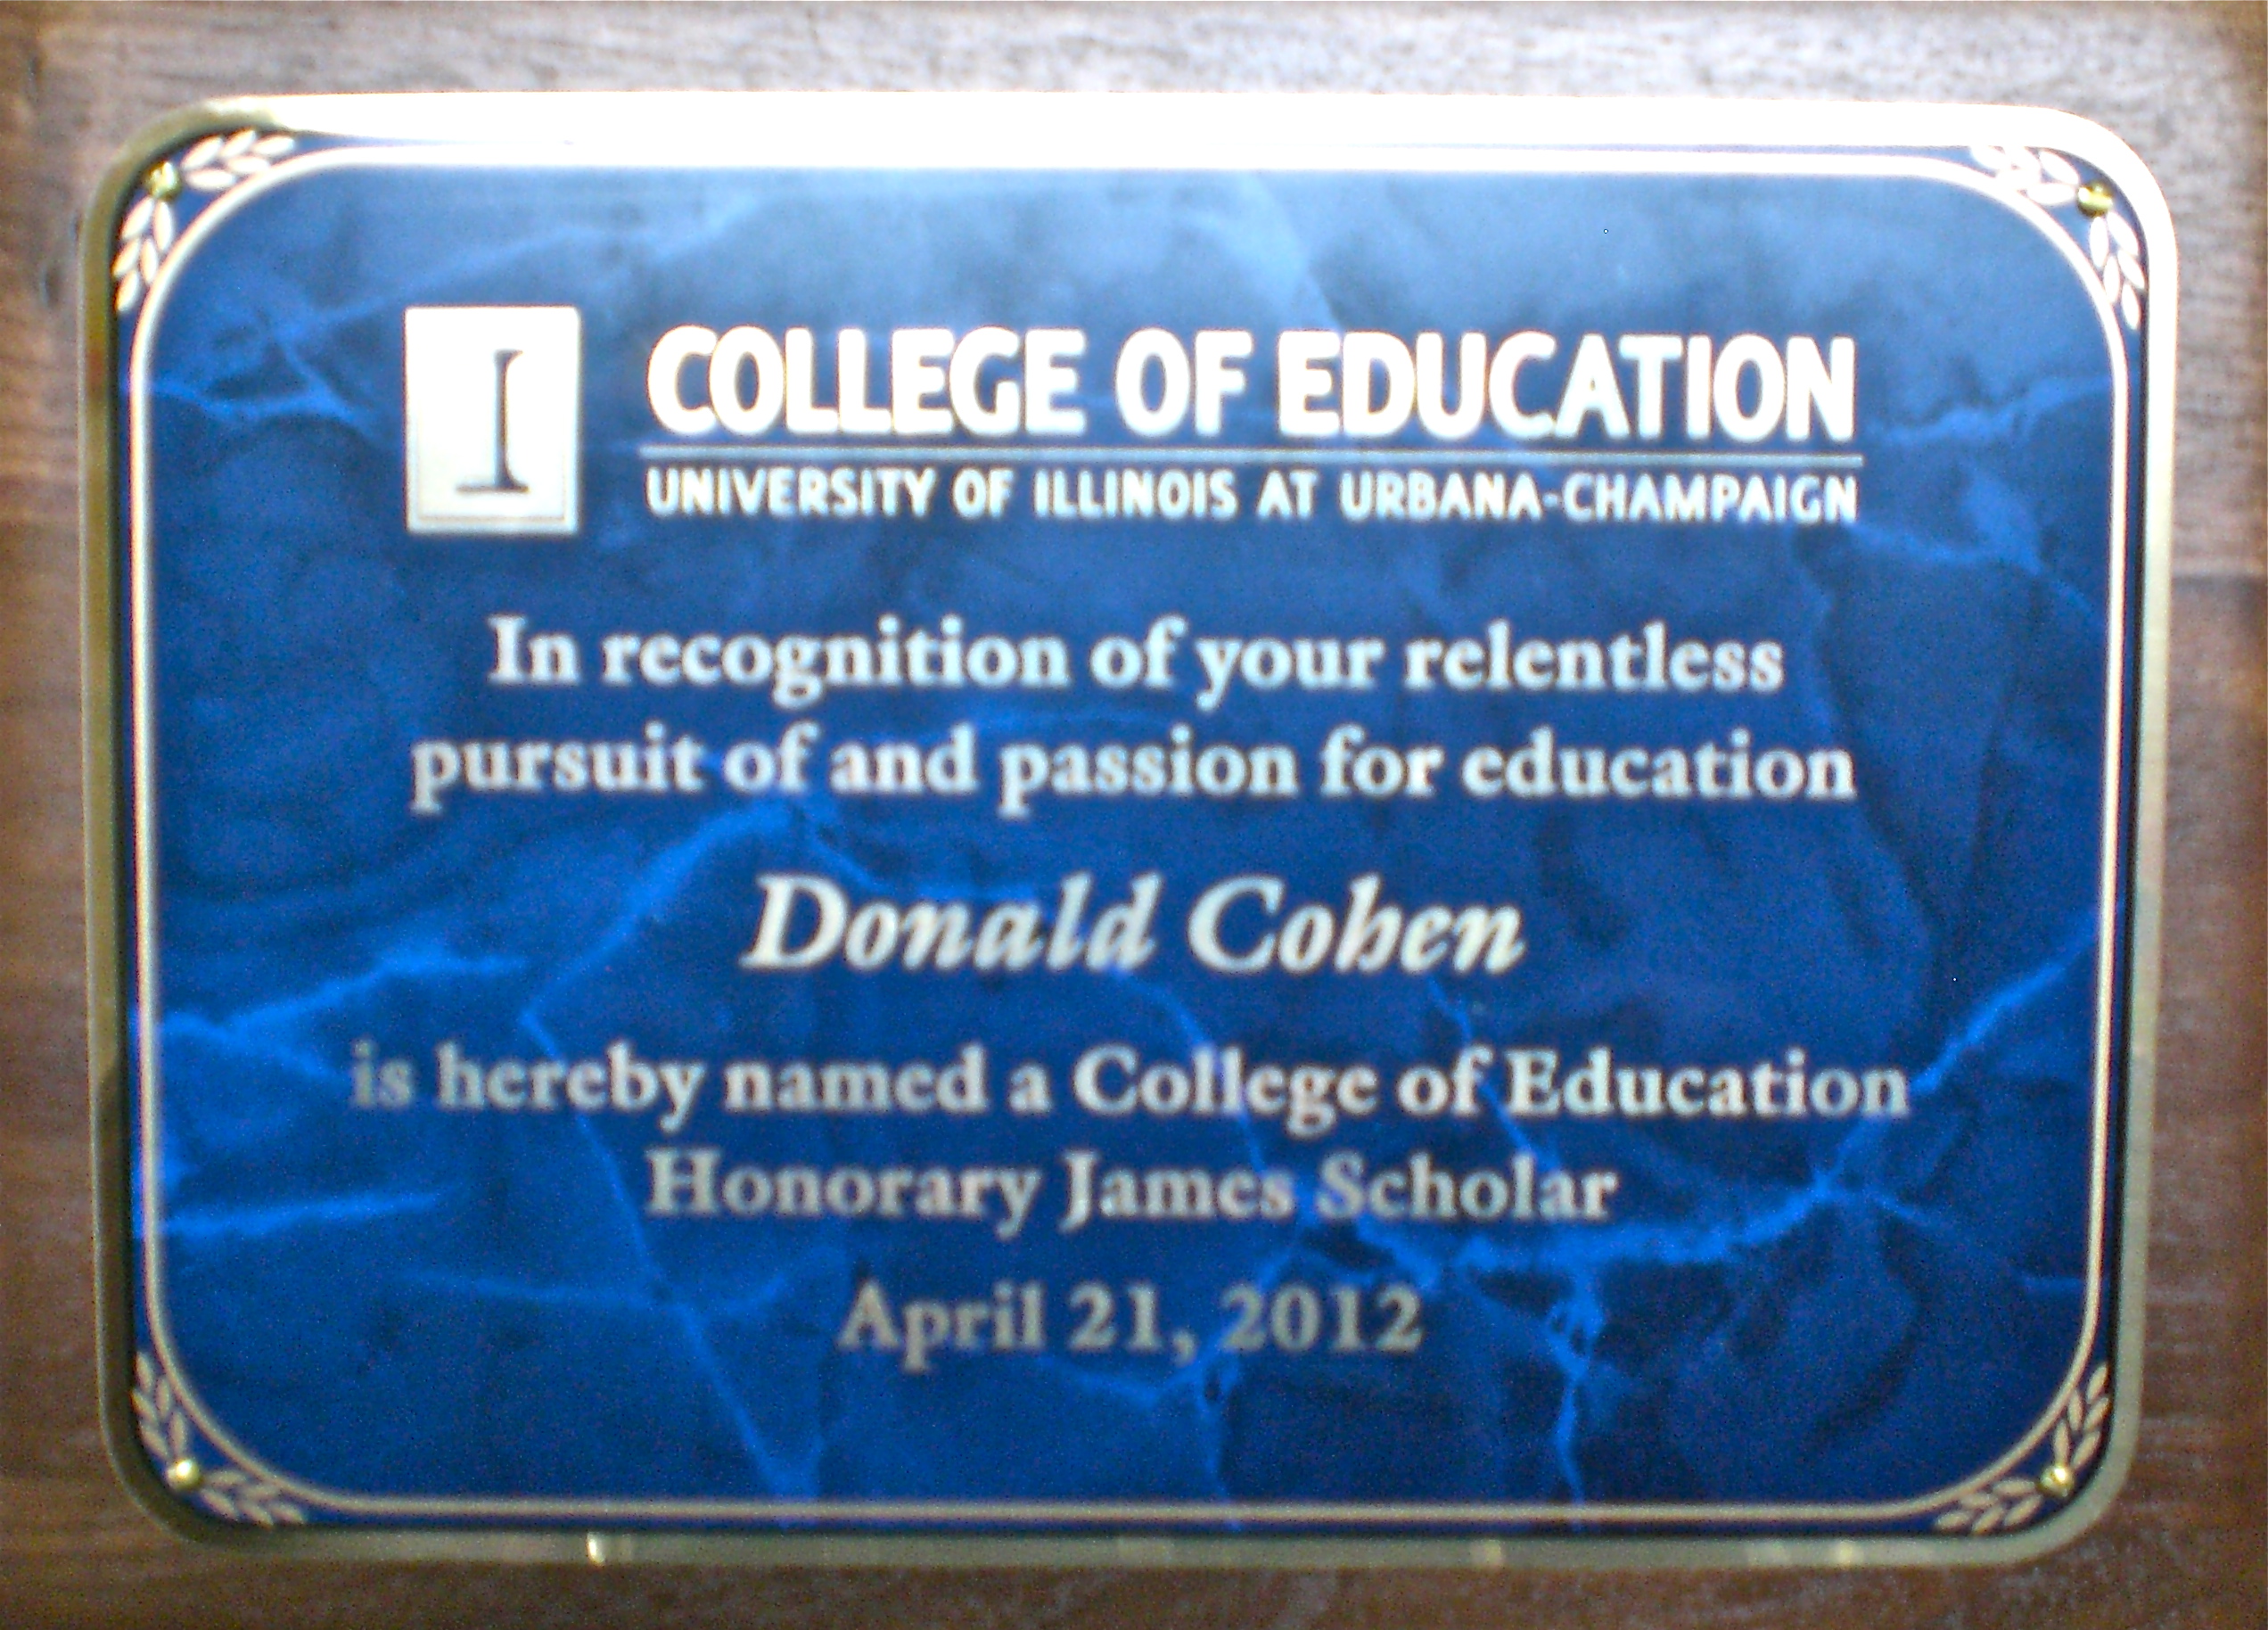 I
COLLEGE OF EDUCATION
UNIVERSITY OF ILLINOIS AT URBANA-CHAMPAIGN
In recognition of your relentless
pursuit of and passion for education
Donald Cohen
is hereby named a College of Education
Honorary James Scholar
April 21, 2012